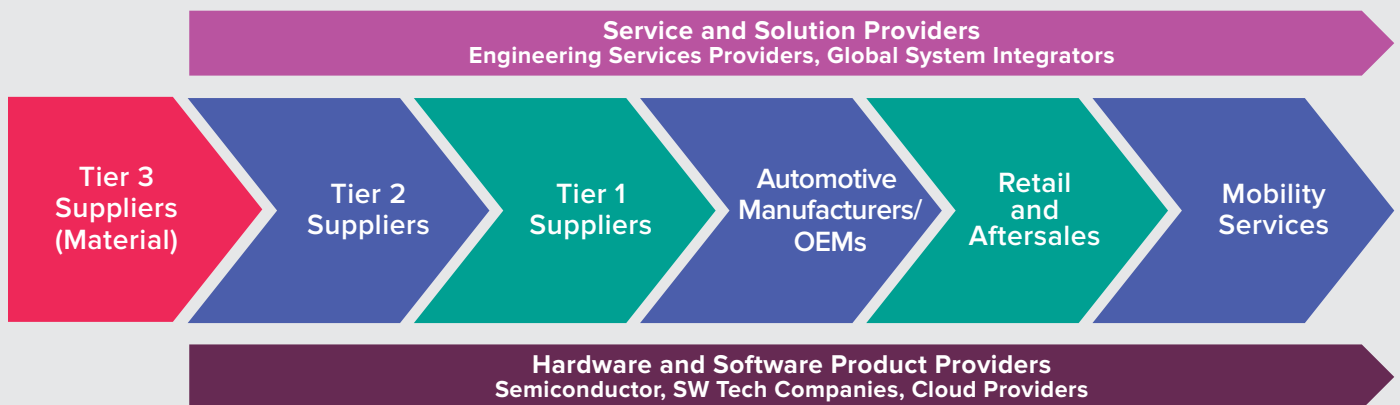 Service and Solution Providers
Engineering Services Providers, Global System Integrators
Tier 3
Suppliers
(Material)
Tier 2
Suppliers
Tier 1
Suppliers
Automotive
Manufacturers/
OEMs
Retail
and
Aftersales
Mobility
Services
Hardware and Software Product Providers
Semiconductor, SW Tech Companies, Cloud Providers